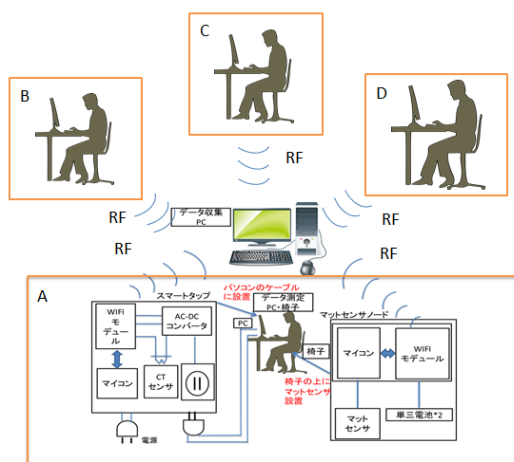 C
B
D
RF
RF
データ収集
PC
RF
RF
RF
A
パソコンのケーブル
に設置
スマートタップ
データ測定
PC・椅子
マットセンサノード
WIFI
モ
デュー
ル
AC-DC
コンバータ
PC
椅子
マイコン
WIFI
モデュール
マイコン
CT
センサ
椅子の上に
マットセンサ
設置
マット
センサ
単三電池*2
電源